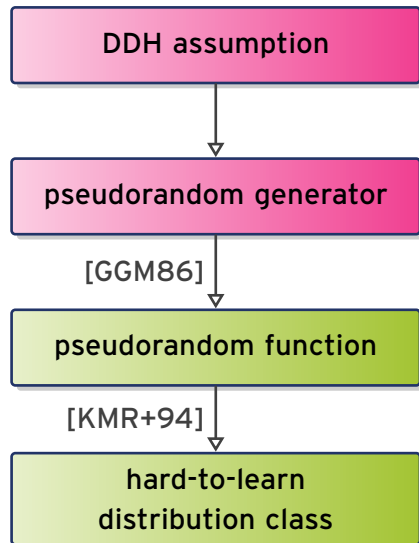 DDH assumption
pseudorandom generator
[GGM86]
pseudorandom function
[KMR+94]
hard-to-learn
distribution class